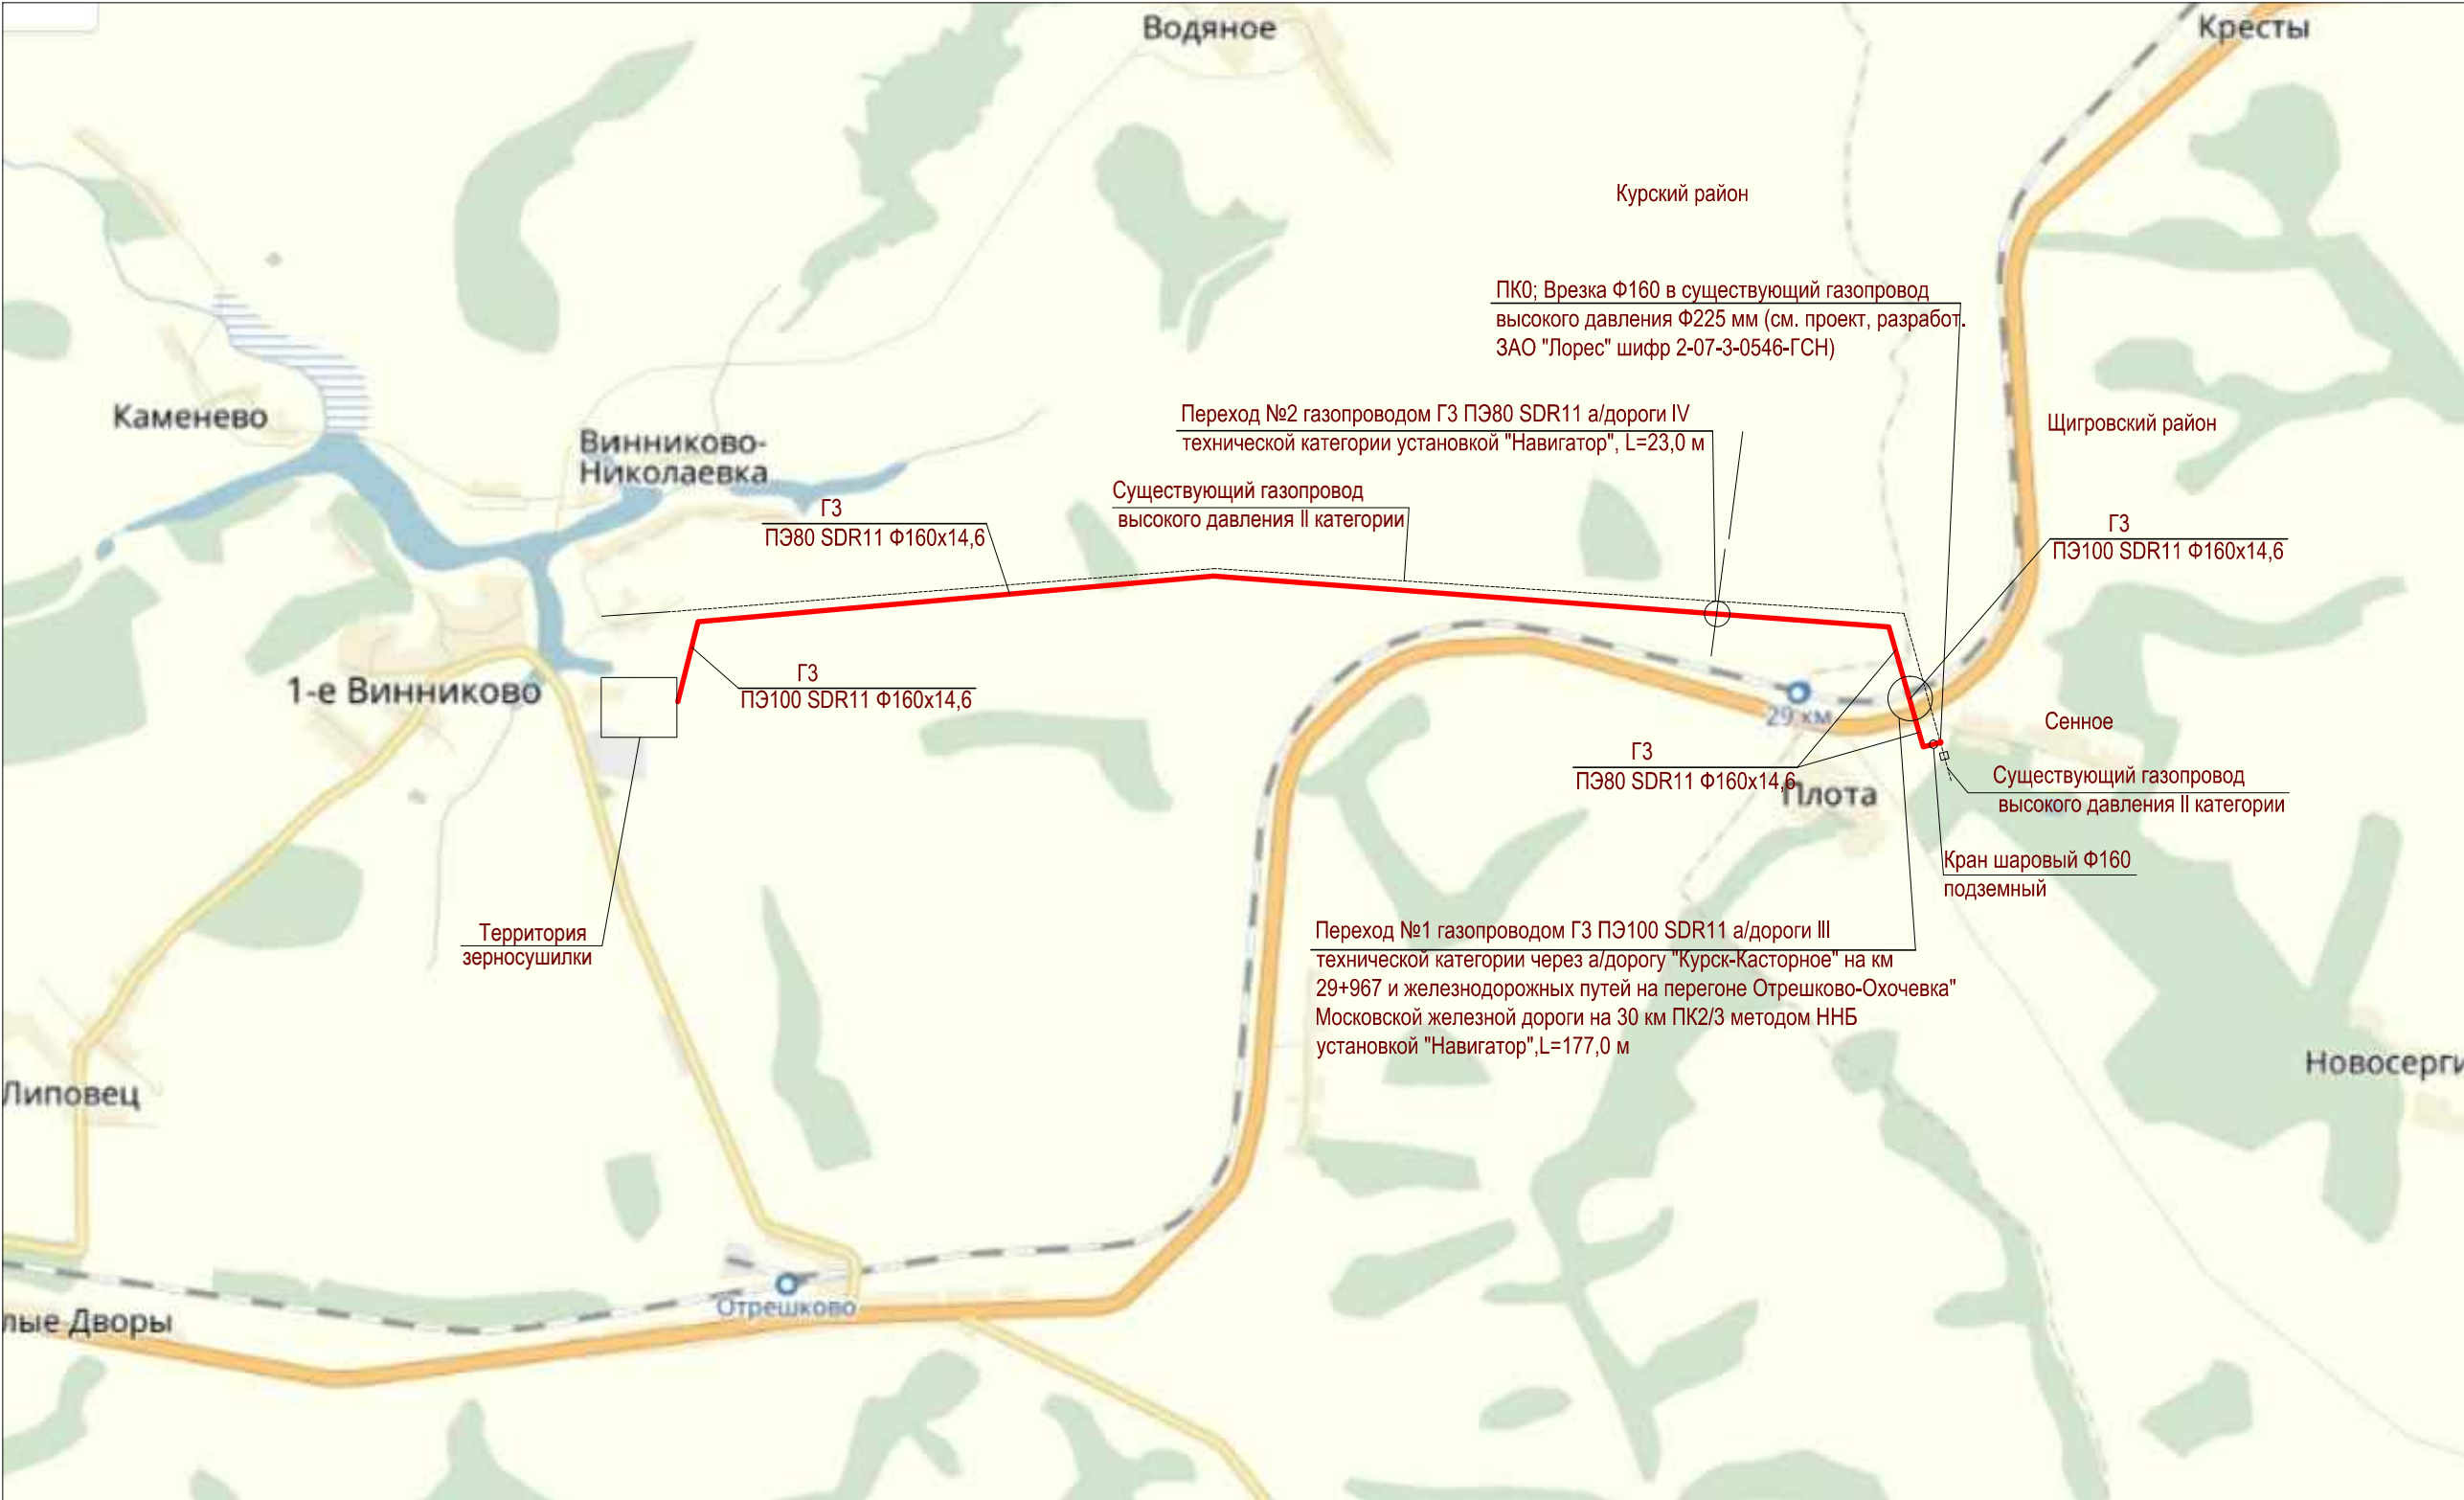 Водяное
Кресты
Курский район
ПК0; Врезка Ф160 в существующий газопровод
высокого давления Ф225 мм (см. проект, разработ.
ЗАО "Лорес" шифр 2-07-3-0546-ГСН)
Каменево
Винниково-
Николаевка
Переход №2 газопроводом Г3 ПЭ80 SDR11 а/дороги IV
технической категории установкой "Навигатор", L=23,0 м
Щигровский район
Существующий газопровод
высокого давления II категории
Г3
ПЭ80 SDR11 Ф160х14,6
Г3
ПЭ100 SDR11 Ф160х14,6
1-е Винниково
Г3
ПЭ100 SDR11 Ф160х14,6
29 км
Сенное
Г3
ПЭ80 SDR11 Ф160х14,6
Плота
Существующий газопровод
высокого давления II категории
Кран шаровый Ф160
подземный
Территория
зерносушилки
Переход №1 газопроводом Г3 ПЭ100 SDR11 а/дороги III
технической категории через а/дорогу "Курск-Касторное" на км
29+967 и железнодорожных путей на перегоне Отрешково-Охочевка"
Московской железной дороги на 30 км ПК2/3 методом ННБ
установкой "Навигатор",L=177,0 м
Новосерги
Липовец
Отрешково
лые Дворы